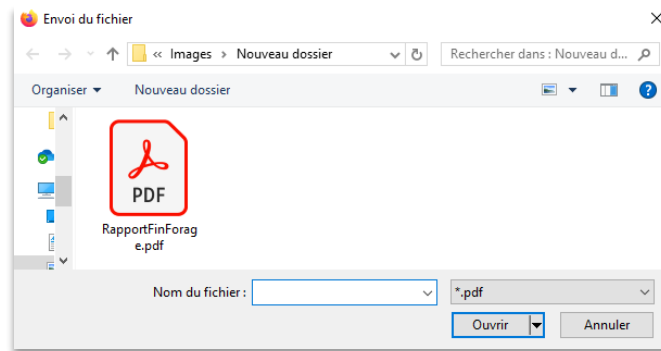 Envoi du fichier
« Images > Nouveau dossier
Rechercher dans : Nouveau d...
Organiser
Nouveau dossier
PDF
RapportFinForag
e.pdf
Nom du fichier :
*.pdf
Ouvrir
Annuler